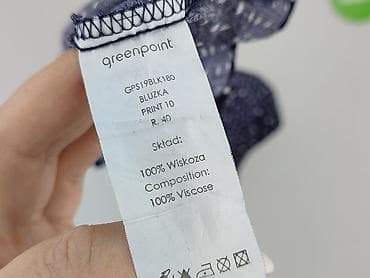 greenpoint
GPS19BLK180
BLUZKA
PRINT 10
R. 40
Skład:
100% Wiskoza
Composition:
100% Viscose